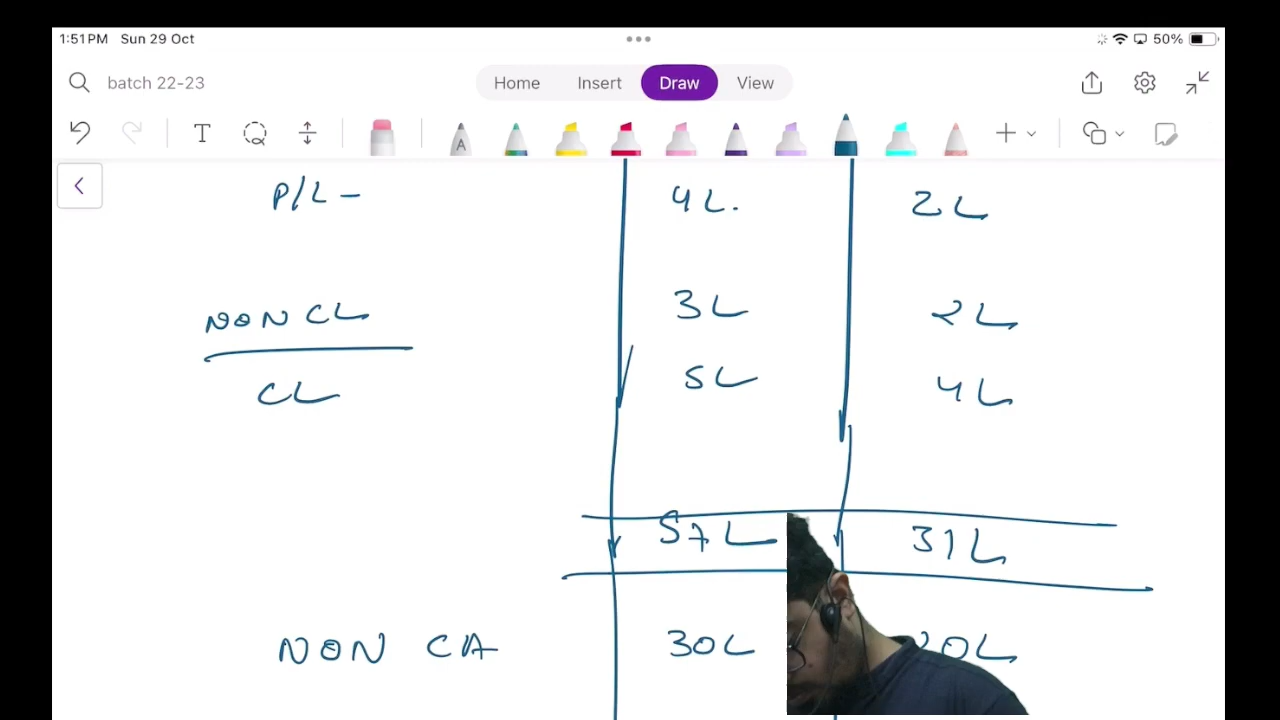 1:51 PM Sun 29 Oct 50%
batch 22-23 Home Insert Draw View
T A
P/L - 4L. 2L
NON CL 3L 2L
CL 5L 4L
57L 31L
NON CA 30L